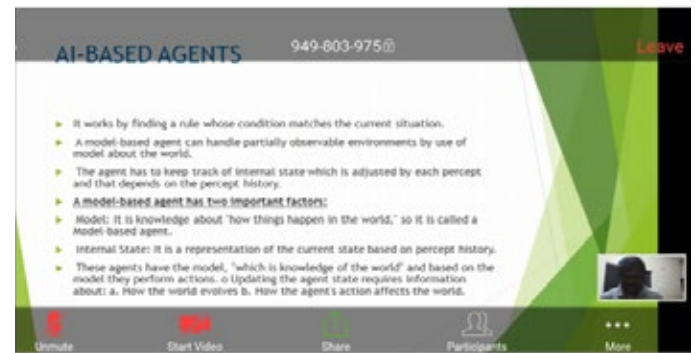 949-803-975
Leave
AI-BASED AGENTS
It works by finding a rule whose condition matches the current situation.
A model-based agent can handle partially observable environments by use of
model about the world.
The agent has to keep track of internal state which is adjusted by each percept
and that depends on the percept history.
A model-based agent has two important factors:
Model: It is knowledge about "how things happen in the world," so it is called a
Model-based agent.
Internal State: It is a representation of the current state based on percept history.
These agents have the model, "which is knowledge of the world" and based on the
model they perform actions. o Updating the agent state requires information
about: a. How the world evolves b. How the agent's action affects the world.
Unmute
Start Video
Share
Participants
More